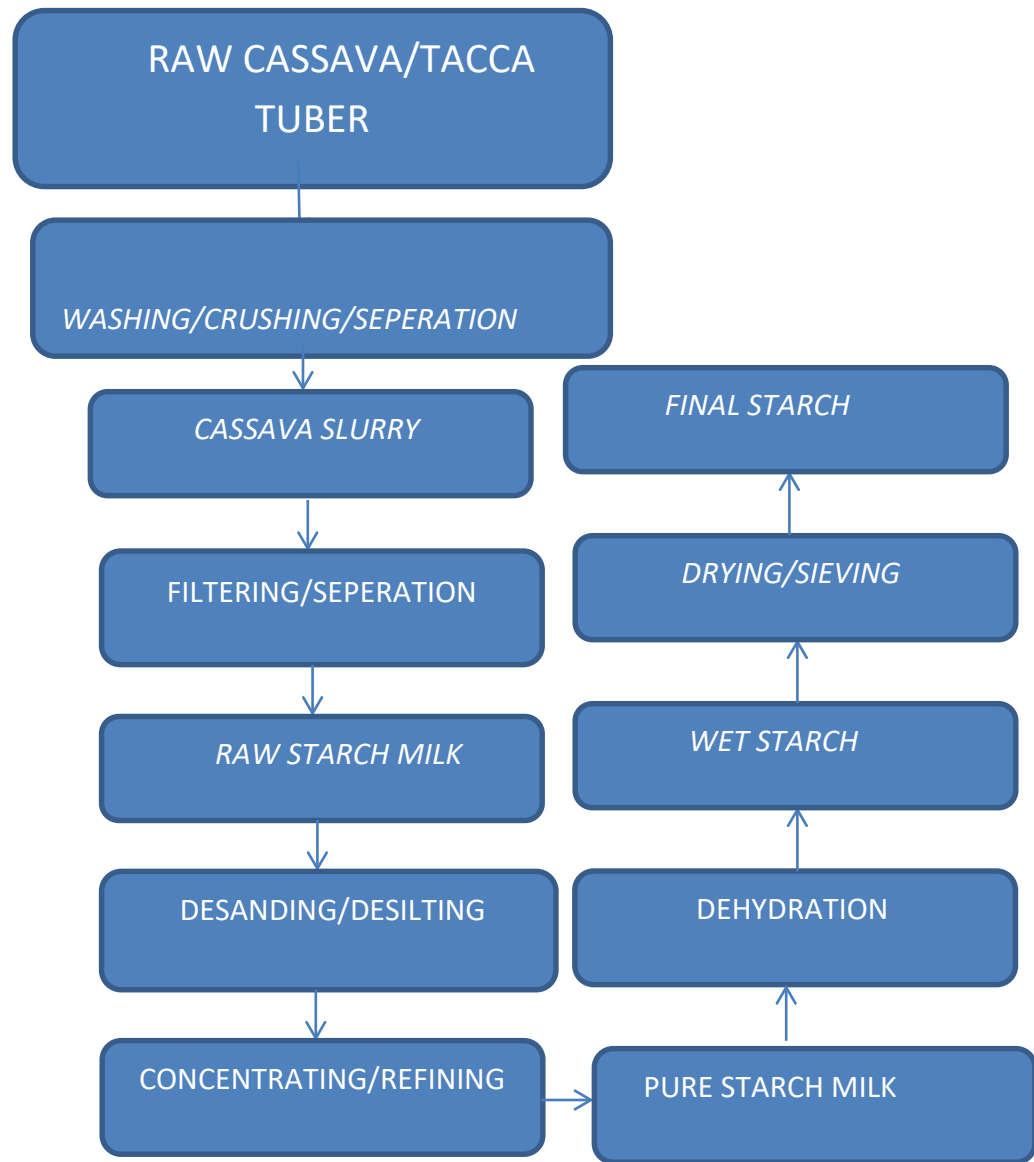 RAW CASSAVA/TACCA
TUBER
WASHING/CRUSHING/SEPERATION
CASSAVA SLURRY
FILTERING/SEPERATION
RAW STARCH MILK
DESANDING/DESILTING
CONCENTRATING/REFINING
PURE STARCH MILK
DEHYDRATION
WET STARCH
DRYING/SIEVING
FINAL STARCH